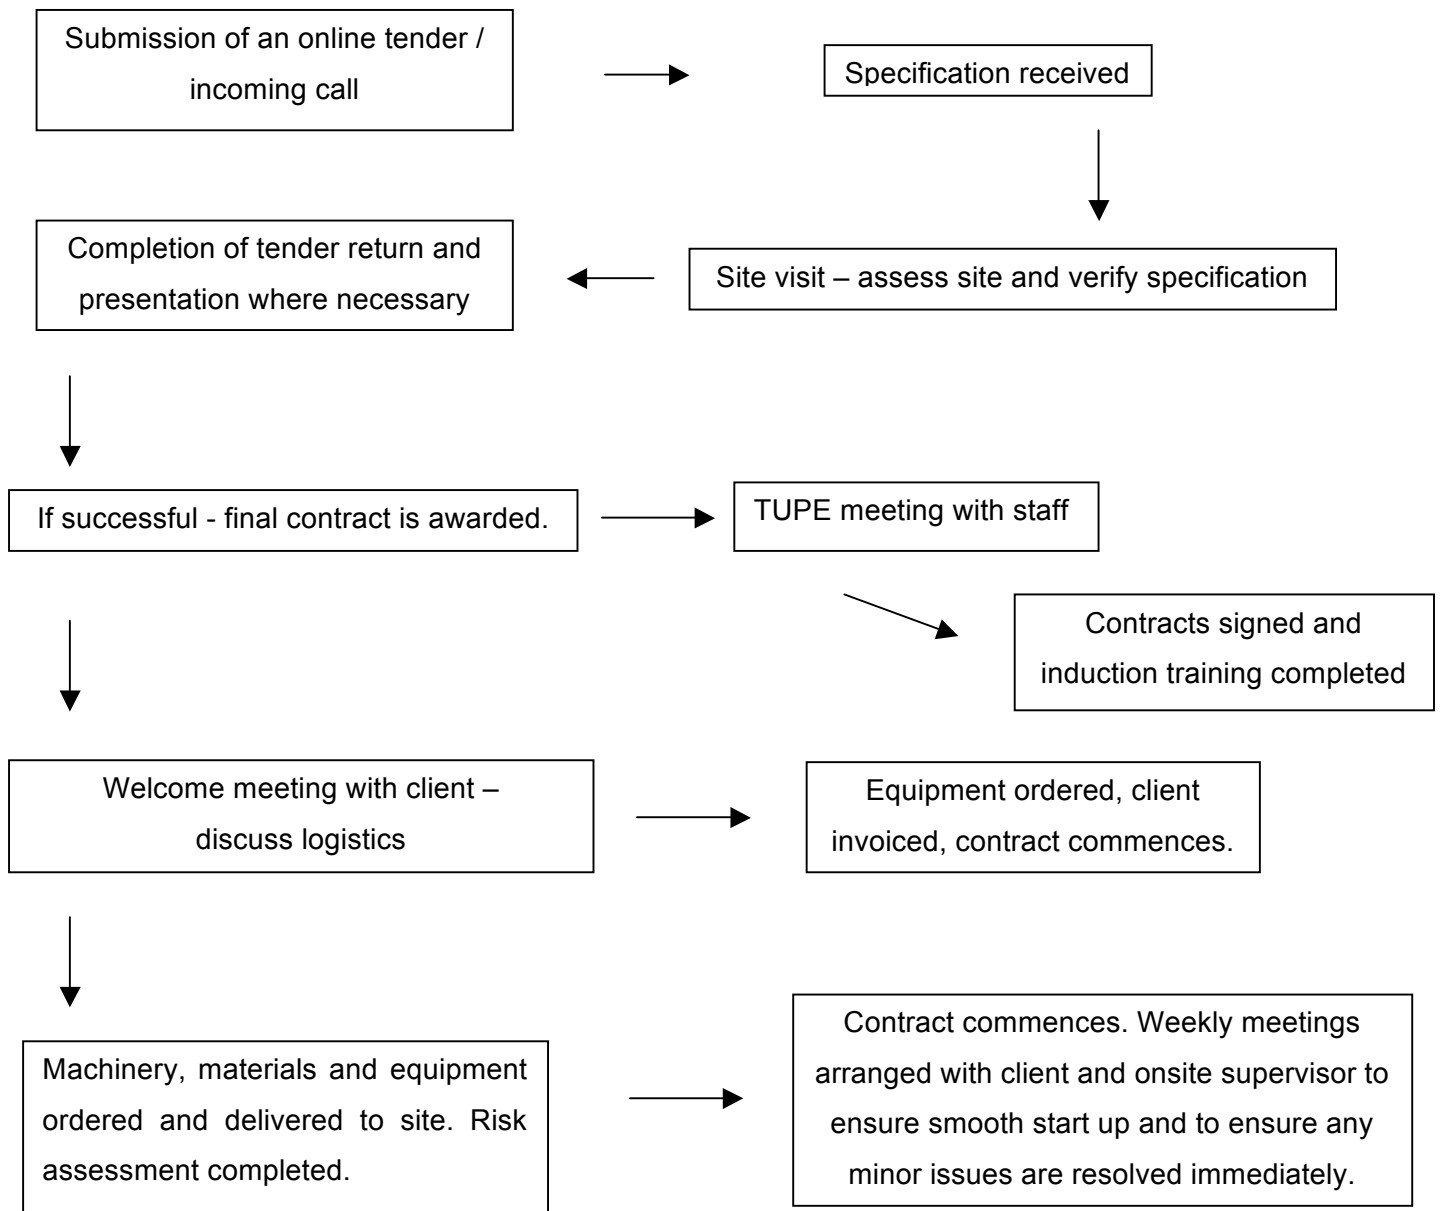 Submission of an online tender /
incoming call
Specification received
Completion of tender return and
presentation where necessary
Site visit – assess site and verify specification
If successful - final contract is awarded.
TUPE meeting with staff
Contracts signed and
induction training completed
Welcome meeting with client –
discuss logistics
Equipment ordered, client
invoiced, contract commences.
Machinery, materials and equipment
ordered and delivered to site. Risk
assessment completed.
Contract commences. Weekly meetings
arranged with client and onsite supervisor to
ensure smooth start up and to ensure any
minor issues are resolved immediately.